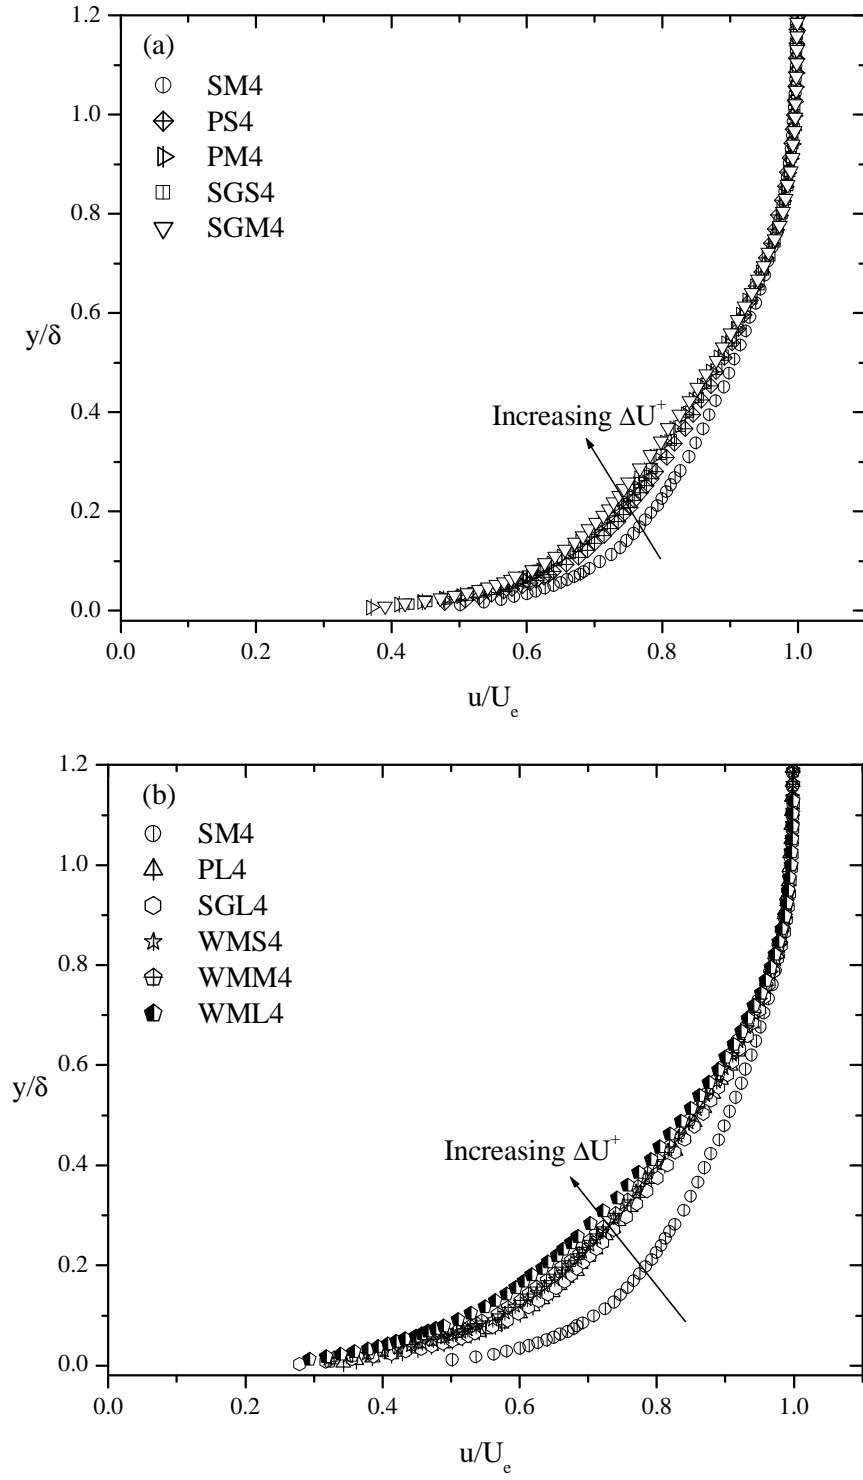 1.2
(a)
SM4
1.0
PS4
PM4
0.8
SGS4
SGM4
0.6
y/δ
0.4
Increasing ΔU⁺
0.2
0.0
0.0 0.2 0.4 0.6 0.8 1.0
u/Uₑ
1.2
(b)
SM4
1.0
PL4
SGL4
WMS4
0.8
WMM4
WML4
0.6
y/δ
Increasing ΔU⁺
0.4
0.2
0.0
0.0 0.2 0.4 0.6 0.8 1.0
u/Uₑ